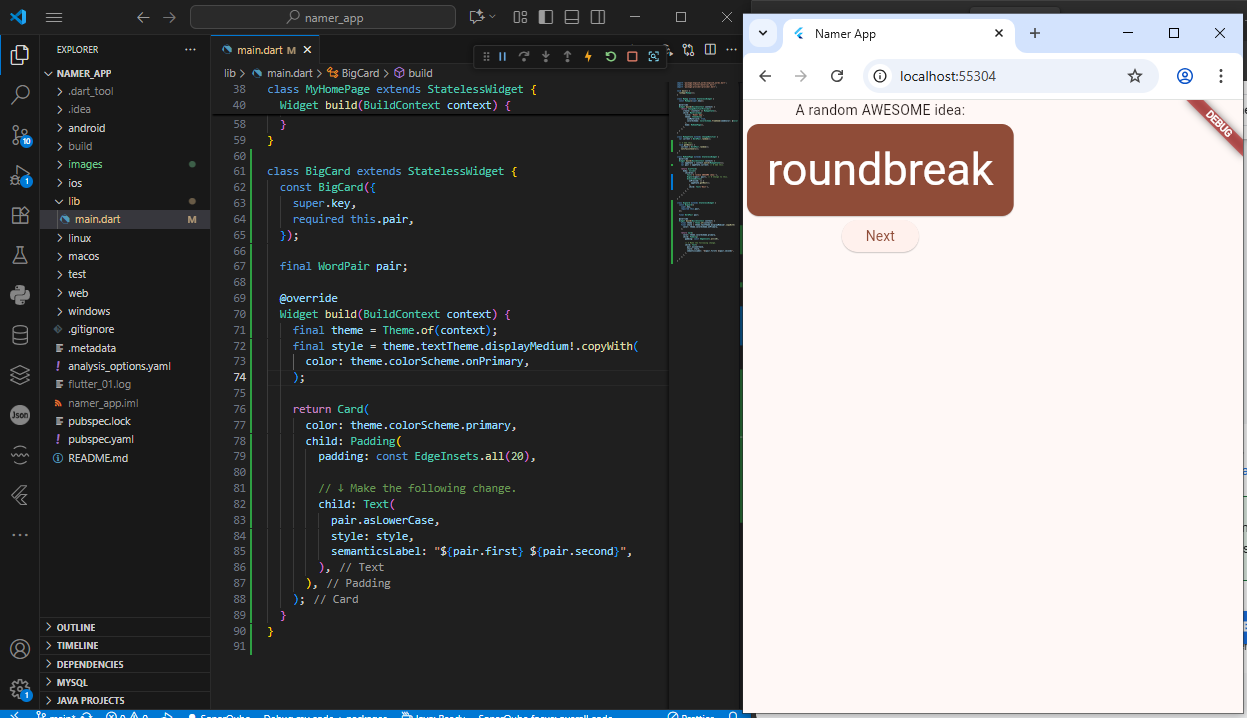 namer_app
EXPLORER
NAMER_APP
.dart_tool
.idea
android
build
images
ios
lib
main.dart M
linux
macos
test
web
windows
.gitignore
.metadata
analysis_options.yaml
flutter_01.log
namer_app.iml
pubspec.lock
pubspec.yaml
README.md
OUTLINE
TIMELINE
DEPENDENCIES
MYSQL
JAVA PROJECTS
10
1
Json
1
main.dart M
lib > main.dart > BigCard > build
38 class MyHomePage extends StatelessWidget {
40 Widget build(BuildContext context) {
58 }
59 }
60
61 class BigCard extends StatelessWidget {
62 const BigCard({
63 super.key,
64 required this.pair,
65 });
66
67 final WordPair pair;
68
69 @override
70 Widget build(BuildContext context) {
71 final theme = Theme.of(context);
72 final style = theme.textTheme.displayMedium!.copyWith(
73 color: theme.colorScheme.onPrimary,
74 );
75
76 return Card(
77 color: theme.colorScheme.primary,
78 child: Padding(
79 padding: const EdgeInsets.all(20),
80
81 // ↓ Make the following change.
82 child: Text(
83 pair.asLowerCase,
84 style: style,
85 semanticsLabel: "${pair.first} ${pair.second}",
86 ), // Text
87 ), // Padding
88 ); // Card
89 }
90 }
91
Namer App
localhost:55304
A random AWESOME idea:
DEBUG
roundbreak
Next